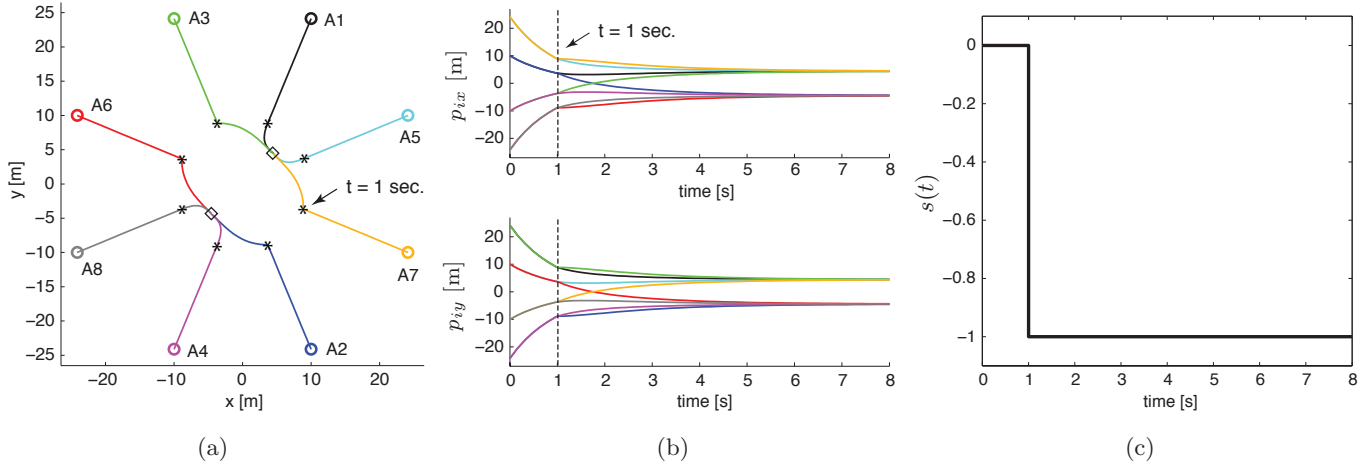 25
20
15
10
5
0
−5
−10
−15
−20
−25
y [m]
−20
−10
0
10
20
x [m]
A3
A1
A6
A5
t = 1 sec.
A8
A7
A4
A2
(a)
20
10
0
−10
−20
p_{ix} [m]
t = 1 sec.
0 1 2 3 4 5 6 7 8
time [s]
20
10
0
−10
−20
p_{iy} [m]
0 1 2 3 4 5 6 7 8
time [s]
(b)
0
−0.2
−0.4
−0.6
−0.8
−1
s(t)
0 1 2 3 4 5 6 7 8
time [s]
(c)